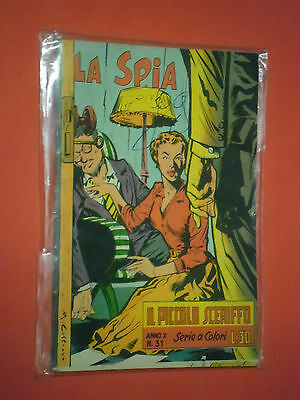 LA SPIA
IL PICCOLO SCERIFFO
ANNO X Serie a Colori L.30
N. 31